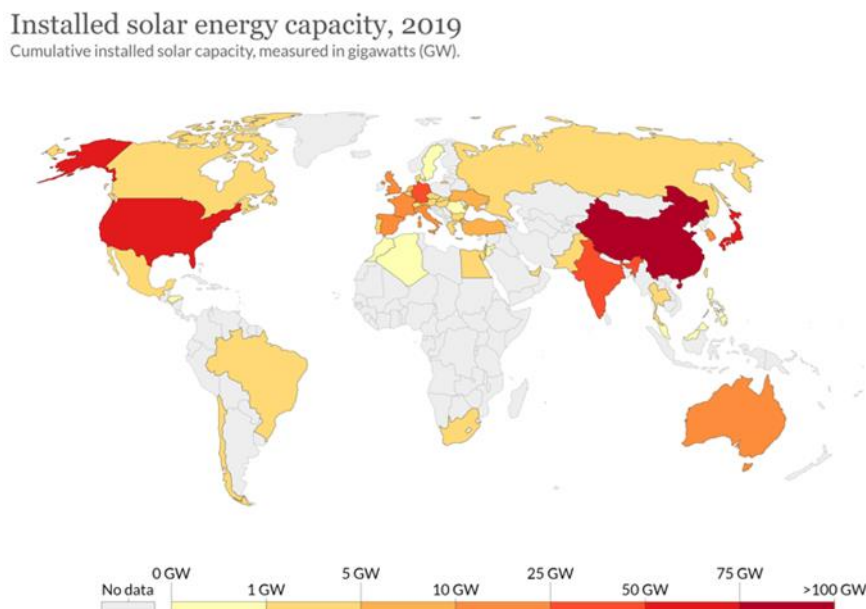 Installed solar energy capacity, 2019
Cumulative installed solar capacity, measured in gigawatts (GW).
0 GW 5 GW 25 GW 75 GW
No data 1 GW 10 GW 50 GW >100 GW